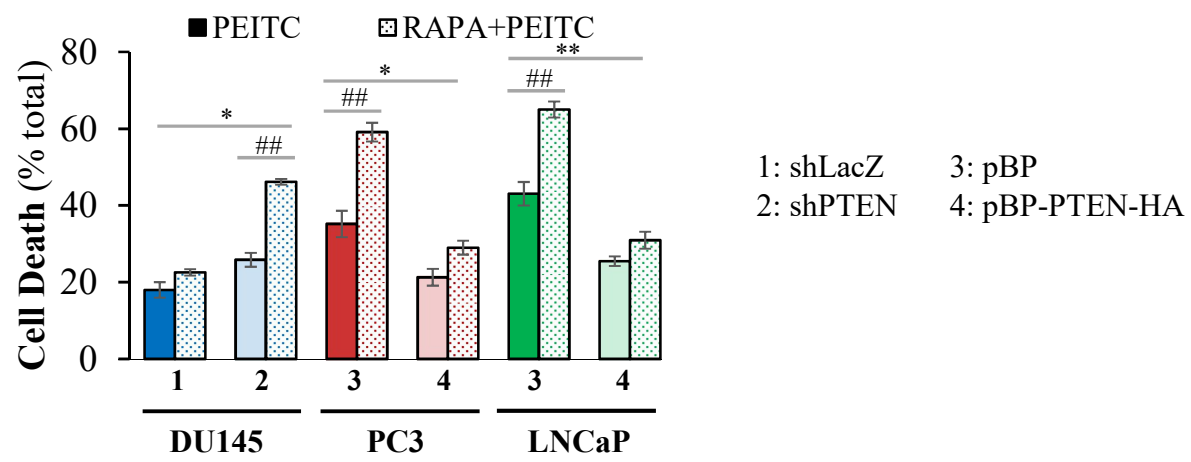 PEITC RAPA+PEITC
Cell Death (% total)
80
60
40
20
0
* ## * ## ** ##
1 2 3 4 3 4
DU145 PC3 LNCaP
1: shLacZ 3: pBP
2: shPTEN 4: pBP-PTEN-HA